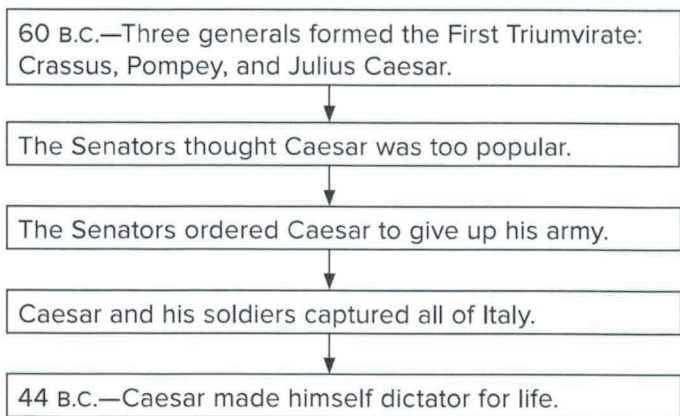 60 B.C.—Three generals formed the First Triumvirate:
Crassus, Pompey, and Julius Caesar.
The Senators thought Caesar was too popular.
The Senators ordered Caesar to give up his army.
Caesar and his soldiers captured all of Italy.
44 B.C.—Caesar made himself dictator for life.